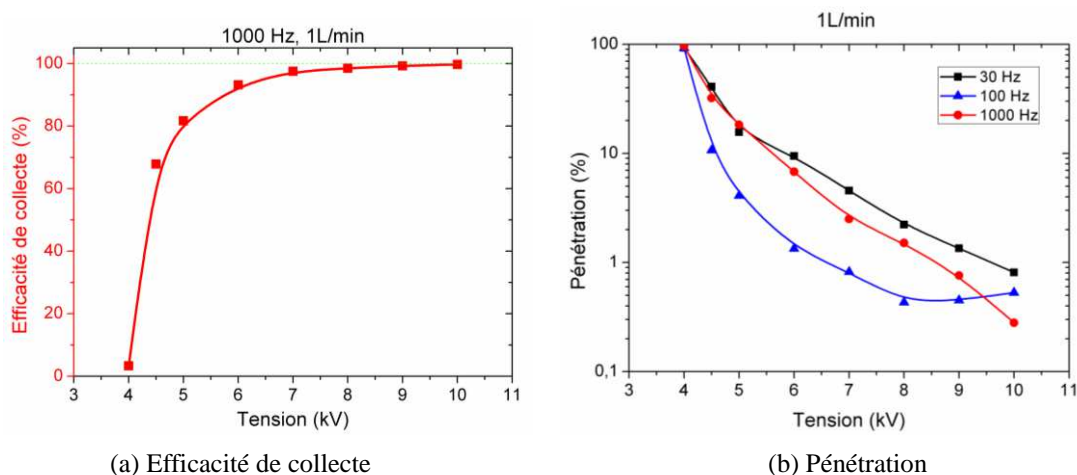 1000 Hz, 1L/min
100
80
60
40
20
0
Efficacité de collecte (%)
3 4 5 6 7 8 9 10 11
Tension (kV)
(a) Efficacité de collecte
1L/min
100
10
1
0,1
Pénétration (%)
30 Hz
100 Hz
1000 Hz
3 4 5 6 7 8 9 10 11
Tension (kV)
(b) Pénétration